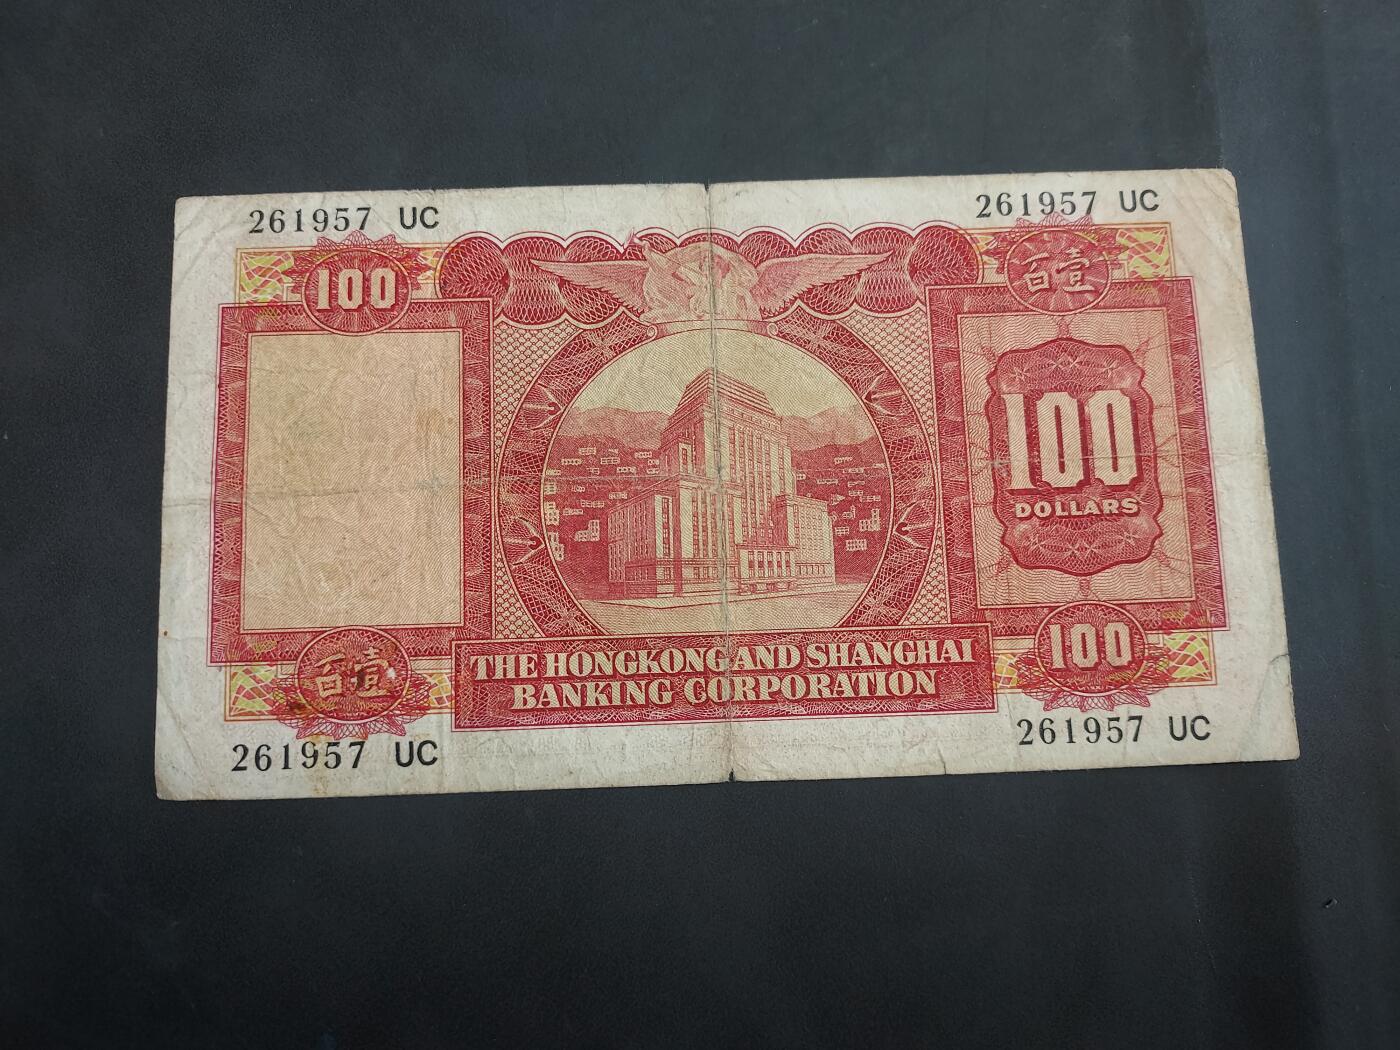 261957 UC
261957 UC
100
百壹
100
DOLLARS
百壹
100
THE HONGKONG AND SHANGHAI
BANKING CORPORATION
261957 UC
261957 UC